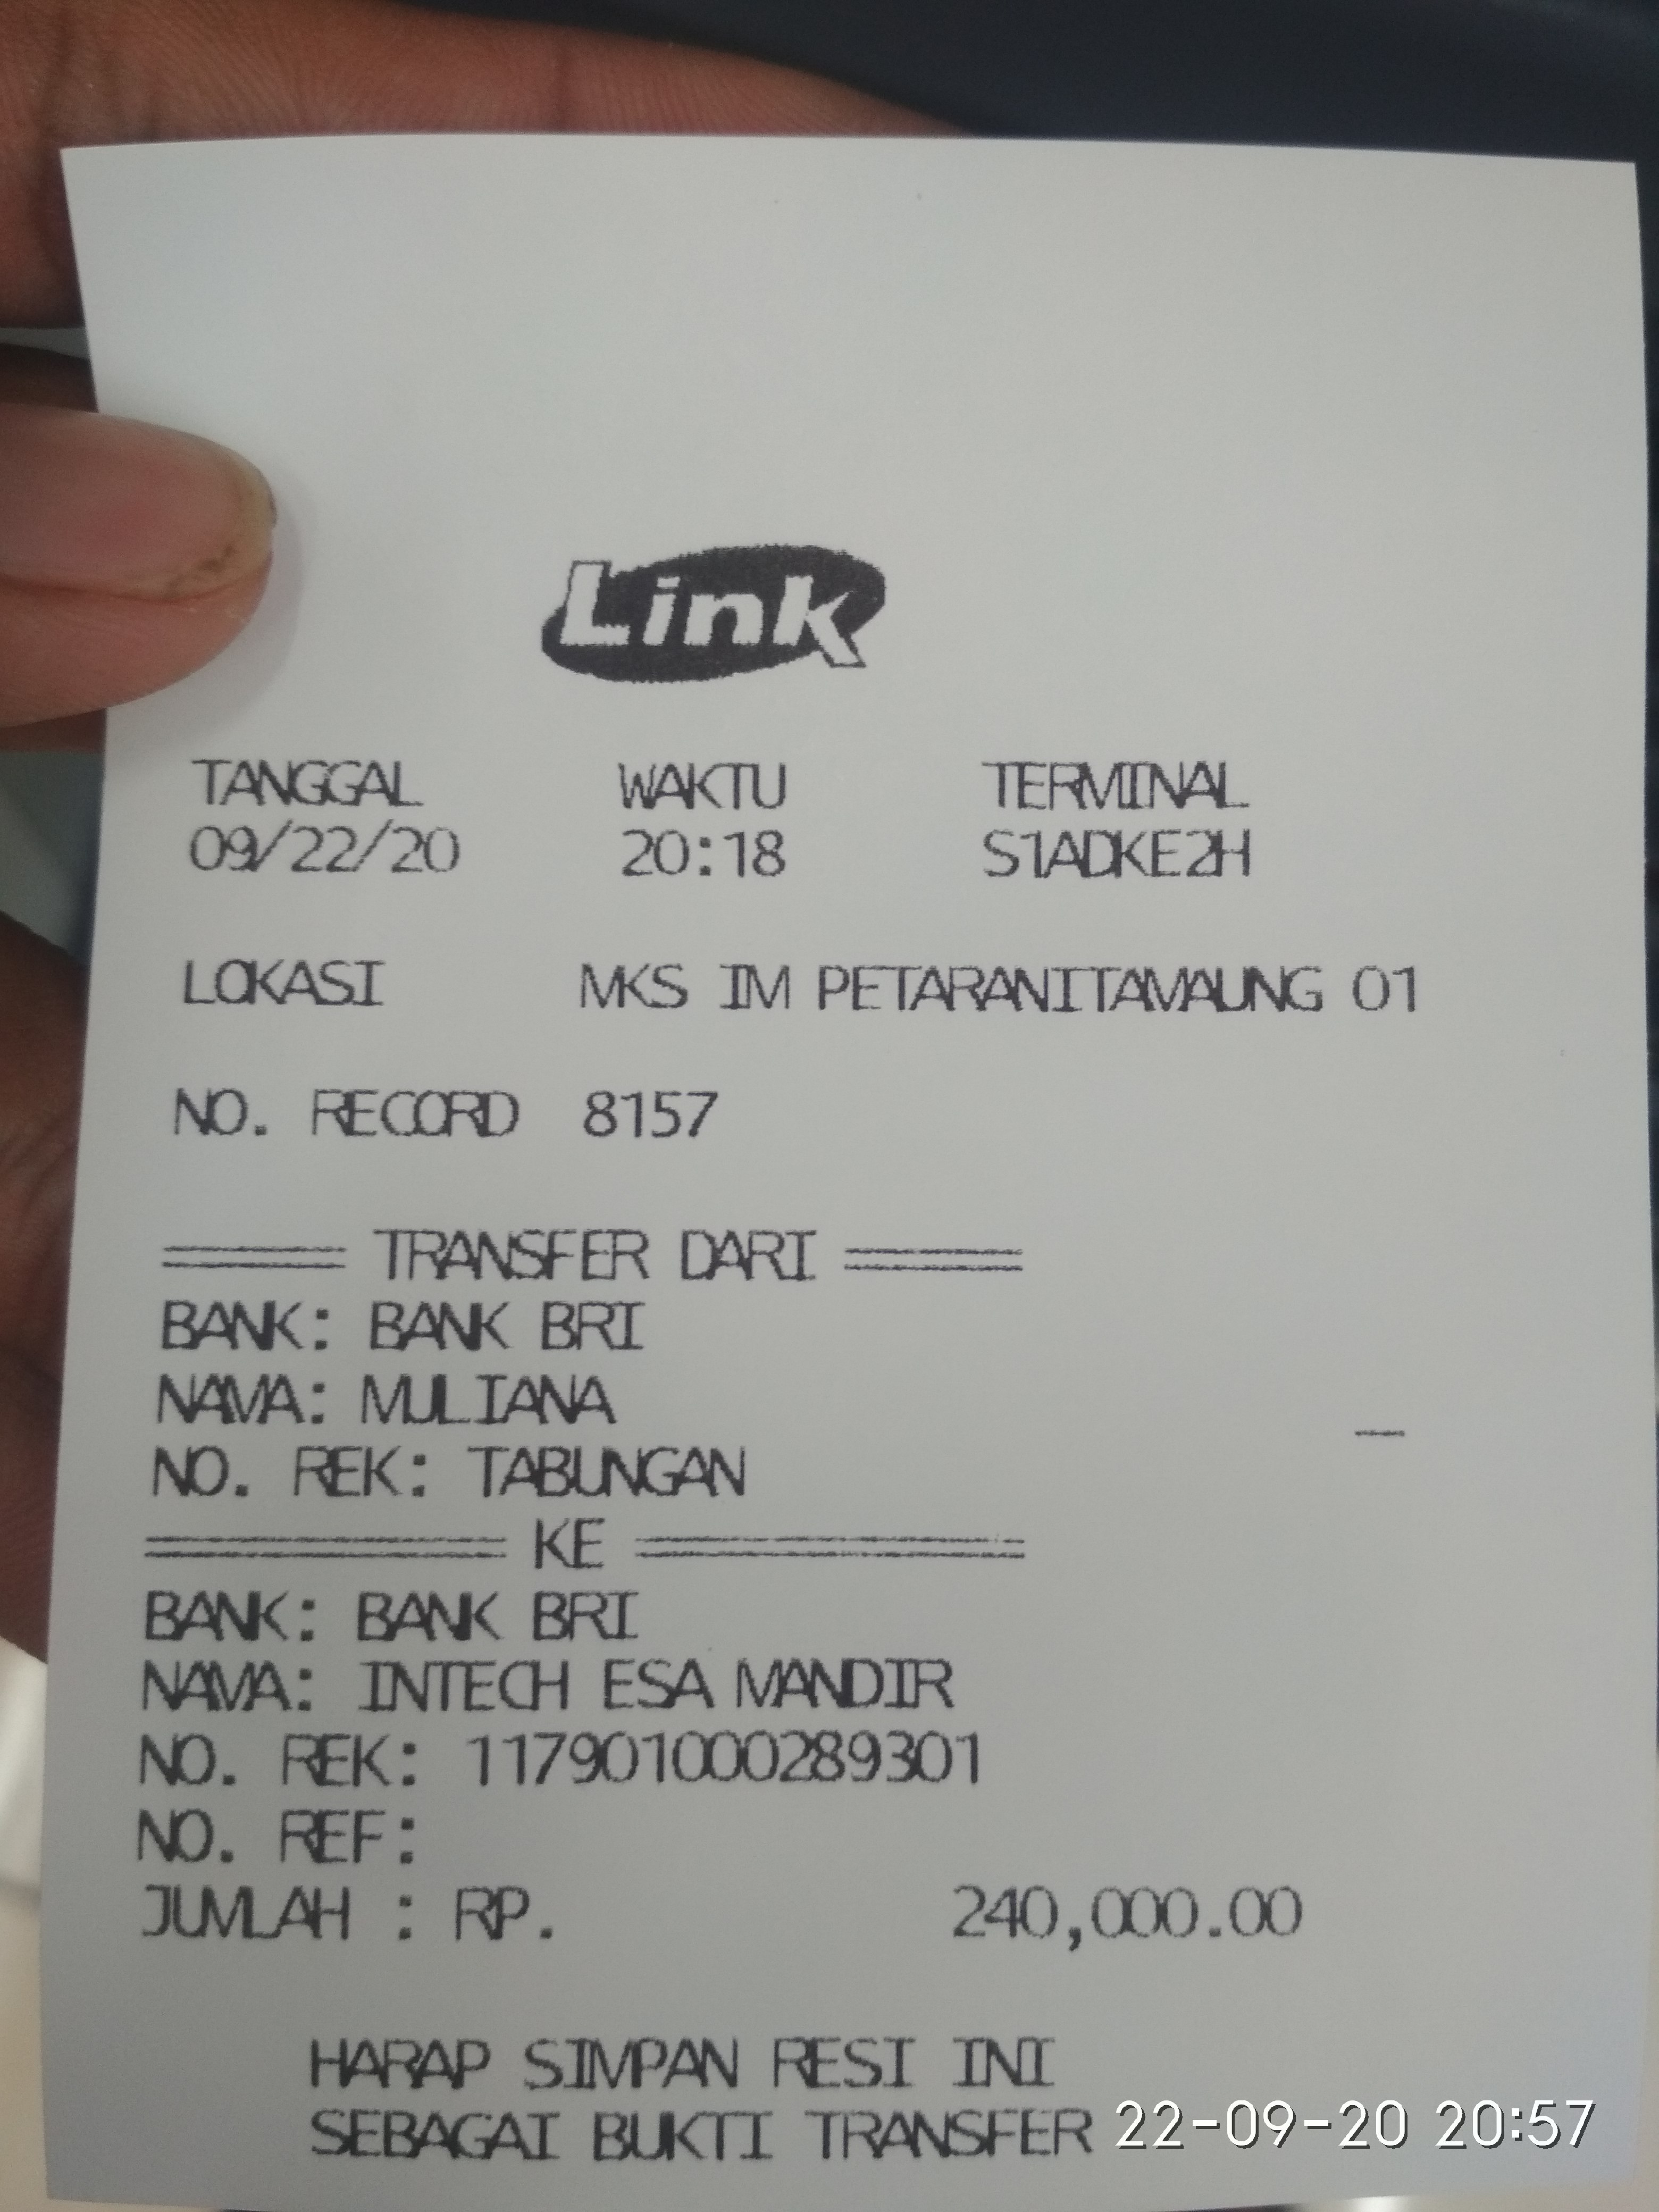 Link
TANGGAL WAKTU TERMINAL
09/22/20 20:18 S1ADKE2H
LOKASI MKS IM PETARANITAMAUNG 01
NO. RECORD 8157
===== TRANSFER DARI =====
BANK: BANK BRI
NAMA: MULIANA
NO. REK: TABUNGAN
========== KE ===========
BANK: BANK BRI
NAMA: INTECH ESA MANDIR
NO. REK: 117901000289301
NO. REF:
JUMLAH : RP. 240,000.00
HARAP SIMPAN RESI INI
SEBAGAI BUKTI TRANSFER
22-09-20 20:57